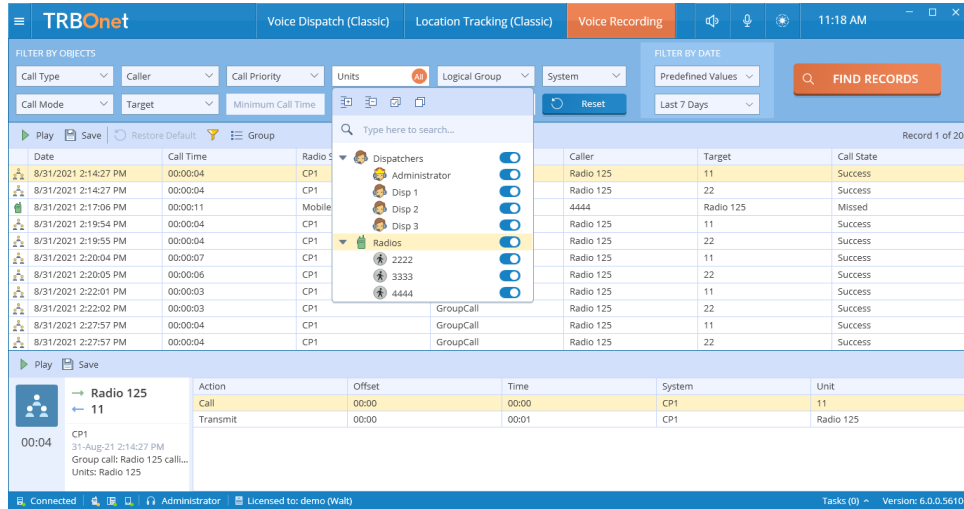 TRBOnet Voice Dispatch (Classic) Location Tracking (Classic) Voice Recording 11:18 AM
FILTER BY OBJECTS FILTER BY DATE
Call Type Caller Call Priority Units All Logical Group System Predefined Values FIND RECORDS
Call Mode Target Minimum Call Time Reset Last 7 Days
Play Save Restore Default Group Record 1 of 20
Type here to search...
Dispatchers
Administrator
Disp 1
Disp 2
Disp 3
Radios
2222
3333
4444
Date Call Time Radio S Caller Target Call State
8/31/2021 2:14:27 PM 00:00:04 CP1 Radio 125 11 Success
8/31/2021 2:14:27 PM 00:00:04 CP1 Radio 125 22 Success
8/31/2021 2:17:06 PM 00:00:11 Mobile 4444 Radio 125 Missed
8/31/2021 2:19:54 PM 00:00:04 CP1 Radio 125 11 Success
8/31/2021 2:19:55 PM 00:00:04 CP1 Radio 125 22 Success
8/31/2021 2:20:04 PM 00:00:07 CP1 Radio 125 11 Success
8/31/2021 2:20:05 PM 00:00:06 CP1 Radio 125 22 Success
8/31/2021 2:22:01 PM 00:00:03 CP1 Radio 125 11 Success
8/31/2021 2:22:02 PM 00:00:03 CP1 GroupCall Radio 125 22 Success
8/31/2021 2:27:57 PM 00:00:04 CP1 GroupCall Radio 125 11 Success
8/31/2021 2:27:57 PM 00:00:04 CP1 GroupCall Radio 125 22 Success
Play Save
Radio 125
11
00:04
CP1
31-Aug-21 2:14:27 PM
Group call: Radio 125 calli...
Units: Radio 125
Action Offset Time System Unit
Call 00:00 00:00 CP1 11
Transmit 00:00 00:01 CP1 Radio 125
Connected Administrator Licensed to: demo (Walt) Tasks (0) Version: 6.0.0.5610